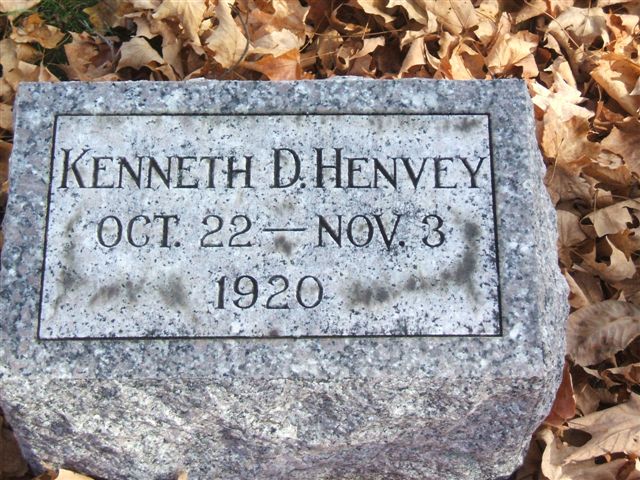 KENNETH D. HENVEY
OCT. 22 — NOV. 3
1920